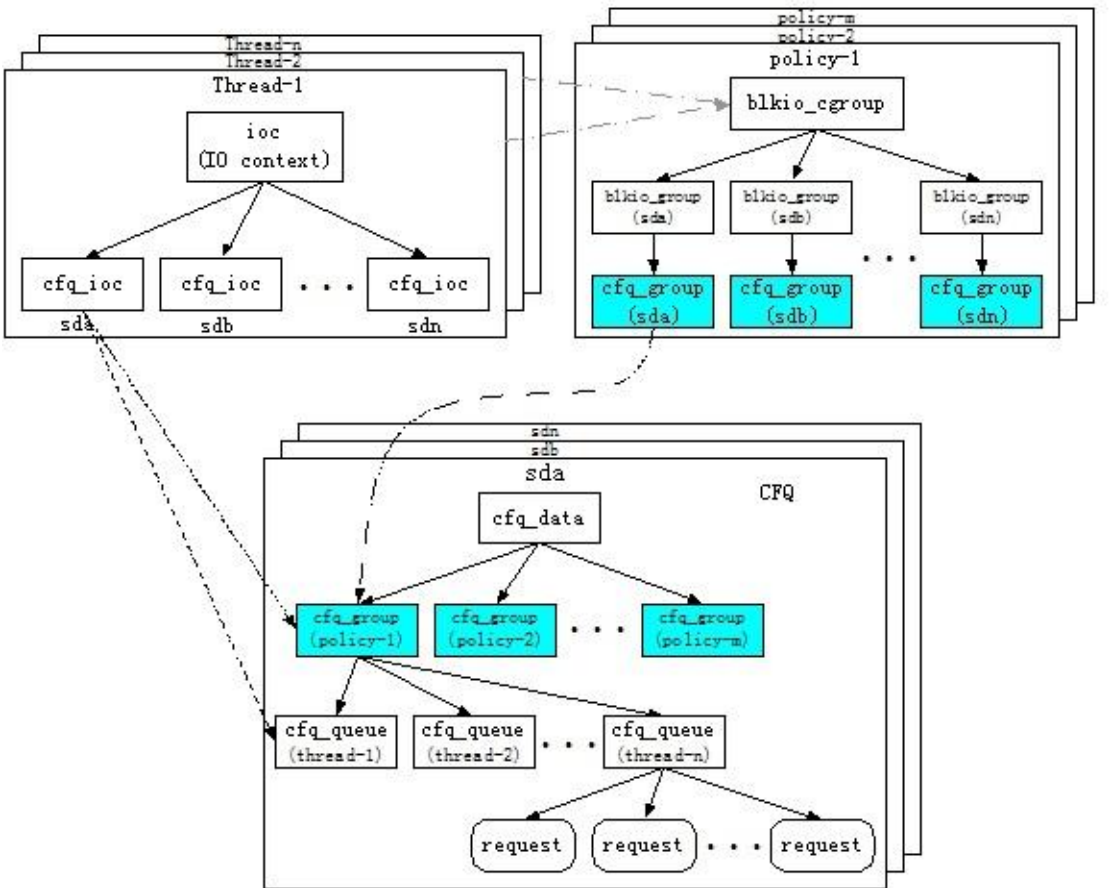 Thread-n
Thread-2
Thread-1
ioc
(IO context)
cfq_ioc
cfq_ioc
• • •
cfq_ioc
sda
sdb
sdn
policy-m
policy-2
policy-1
blkio_cgroup
blkio_group
(sda)
blkio_group
(sdb)
blkio_group
(sdn)
• • •
cfq_group
(sda)
cfq_group
(sdb)
cfq_group
(sdn)
sdn
sdb
sda
CFQ
cfq_data
cfq_group
(policy-1)
cfq_group
(policy-2)
• • •
cfq_group
(policy-m)
cfq_queue
(thread-1)
cfq_queue
(thread-2)
• • •
cfq_queue
(thread-n)
request
request
• • •
request